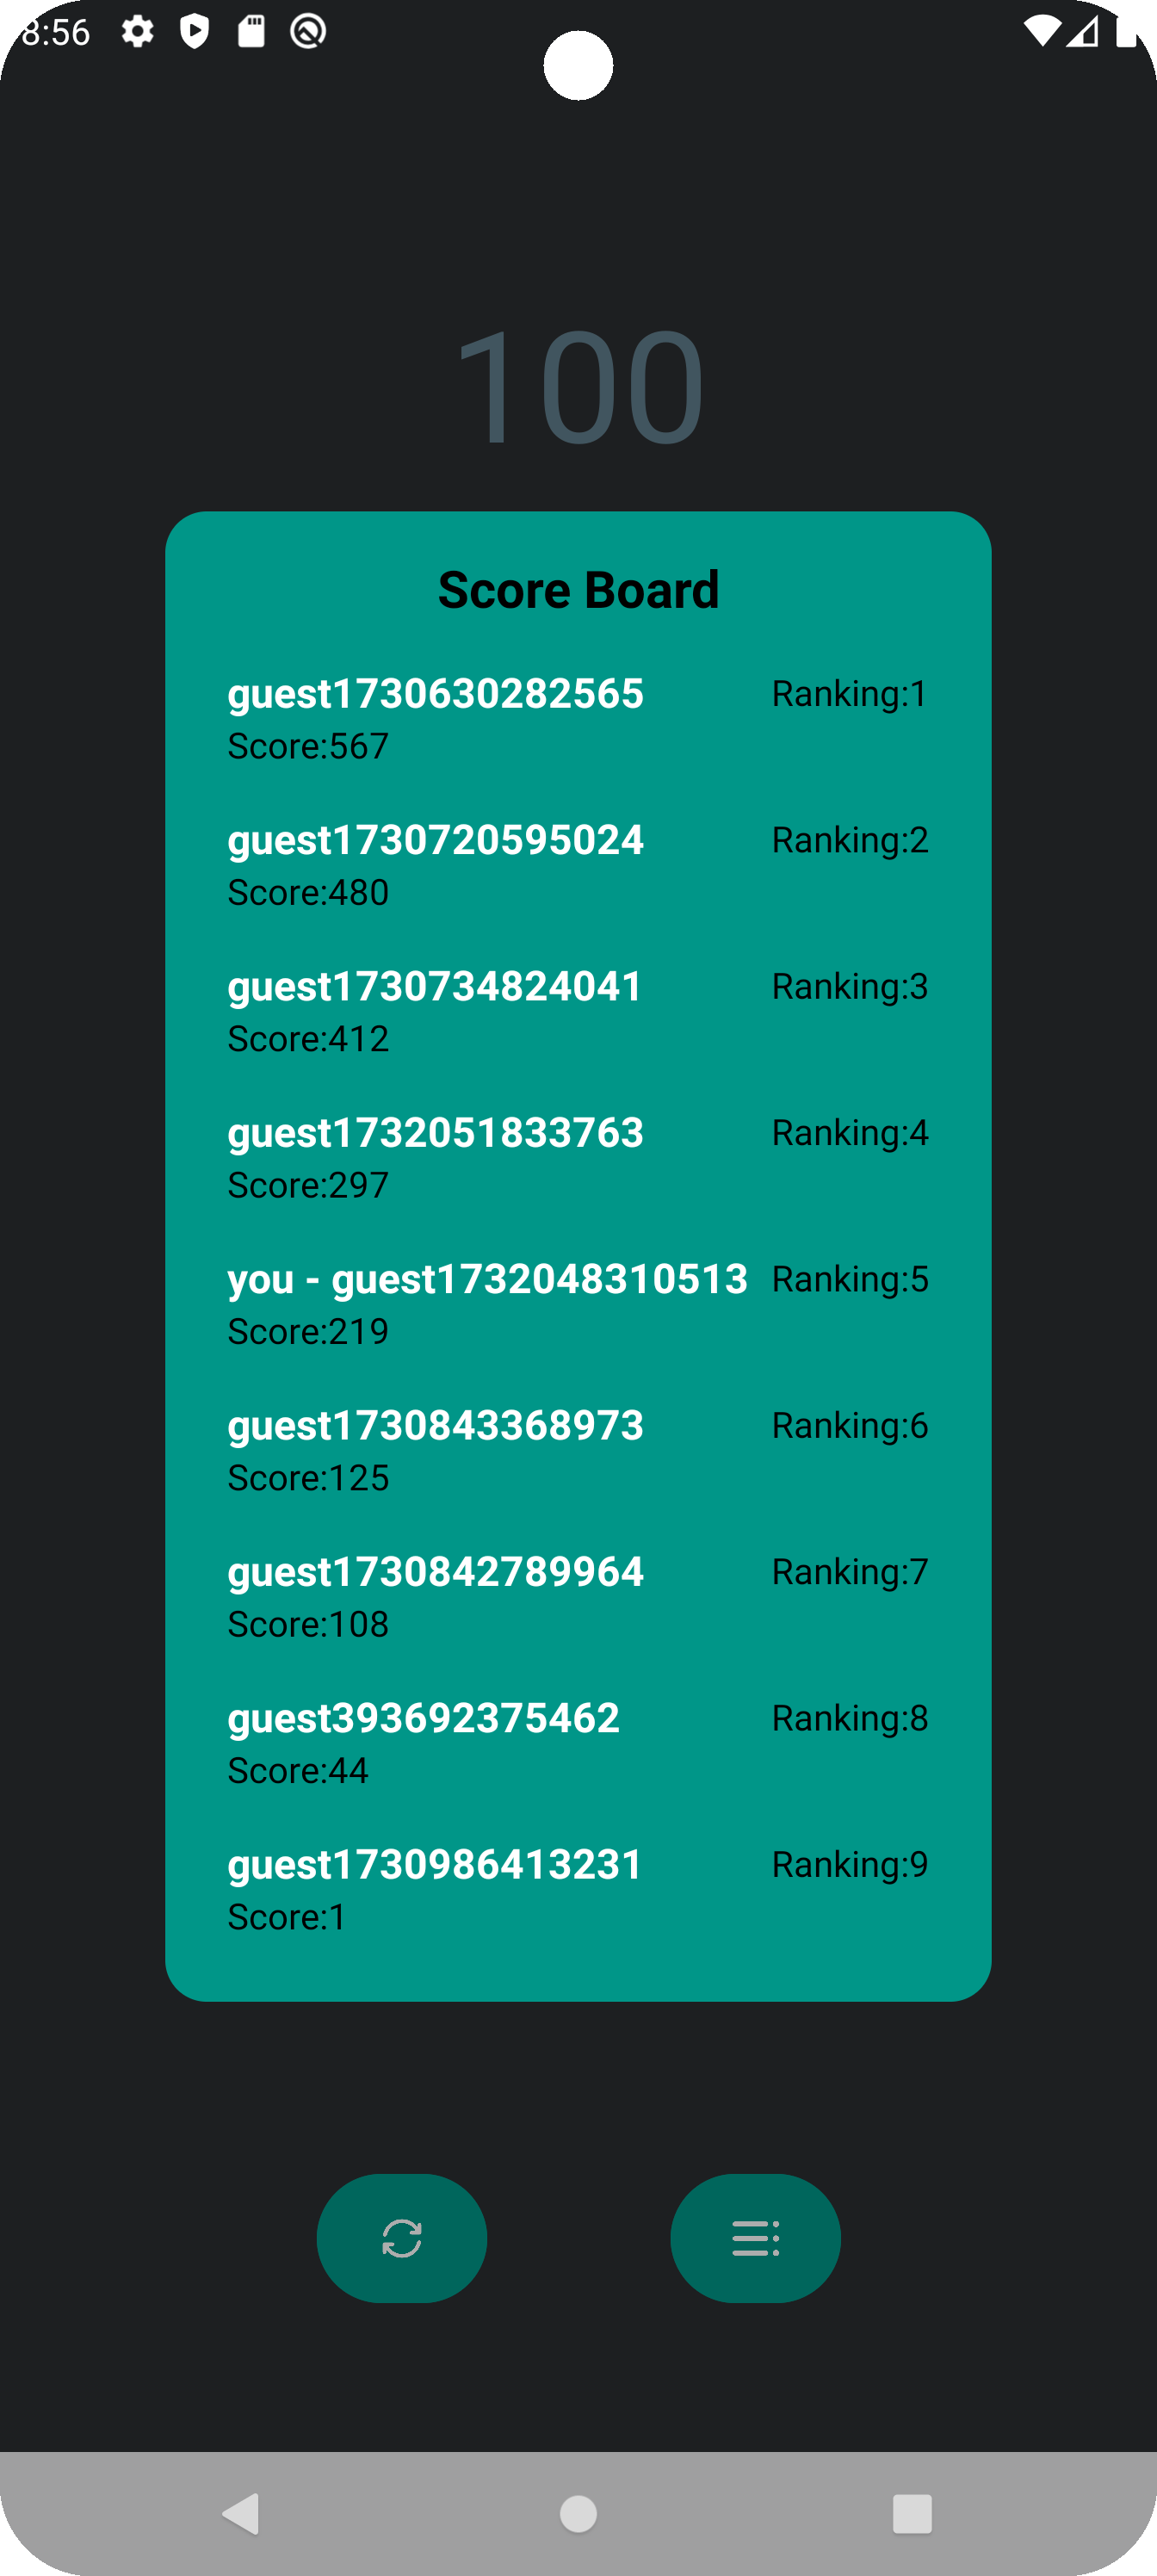 8:56
100
Score Board
guest1730630282565 Ranking:1
Score:567
guest1730720595024 Ranking:2
Score:480
guest1730734824041 Ranking:3
Score:412
guest1732051833763 Ranking:4
Score:297
you - guest1732048310513 Ranking:5
Score:219
guest1730843368973 Ranking:6
Score:125
guest1730842789964 Ranking:7
Score:108
guest393692375462 Ranking:8
Score:44
guest1730986413231 Ranking:9
Score:1